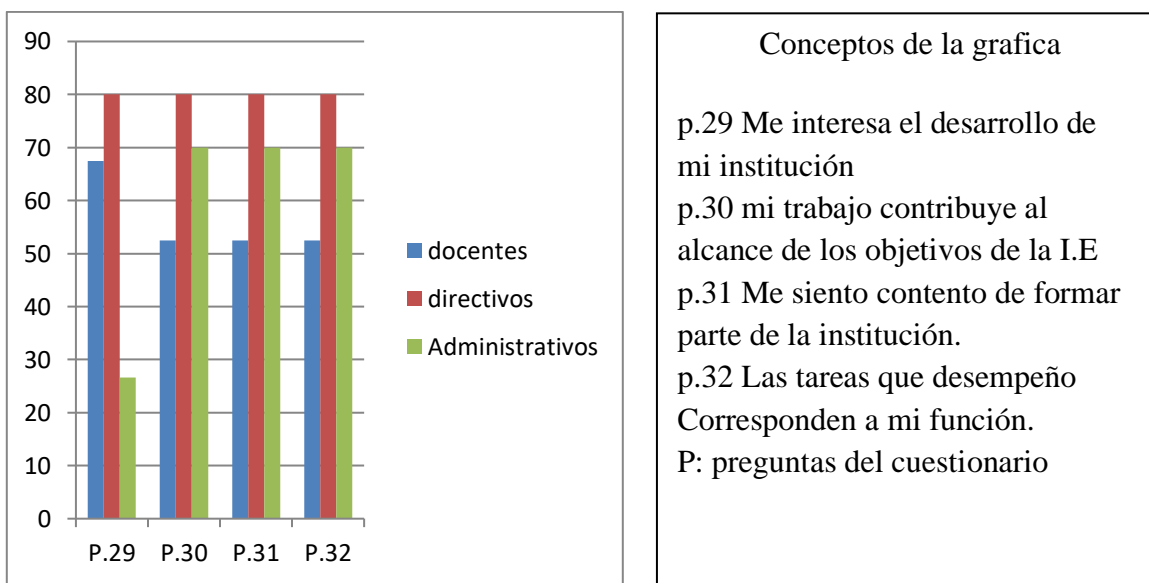 90
80
70
60
50
40
30
20
10
0
P.29 P.30 P.31 P.32
docentes
directivos
Administrativos
Conceptos de la grafica
p.29 Me interesa el desarrollo de
mi institución
p.30 mi trabajo contribuye al
alcance de los objetivos de la I.E
p.31 Me siento contento de formar
parte de la institución.
p.32 Las tareas que desempeño
Corresponden a mi función.
P: preguntas del cuestionario